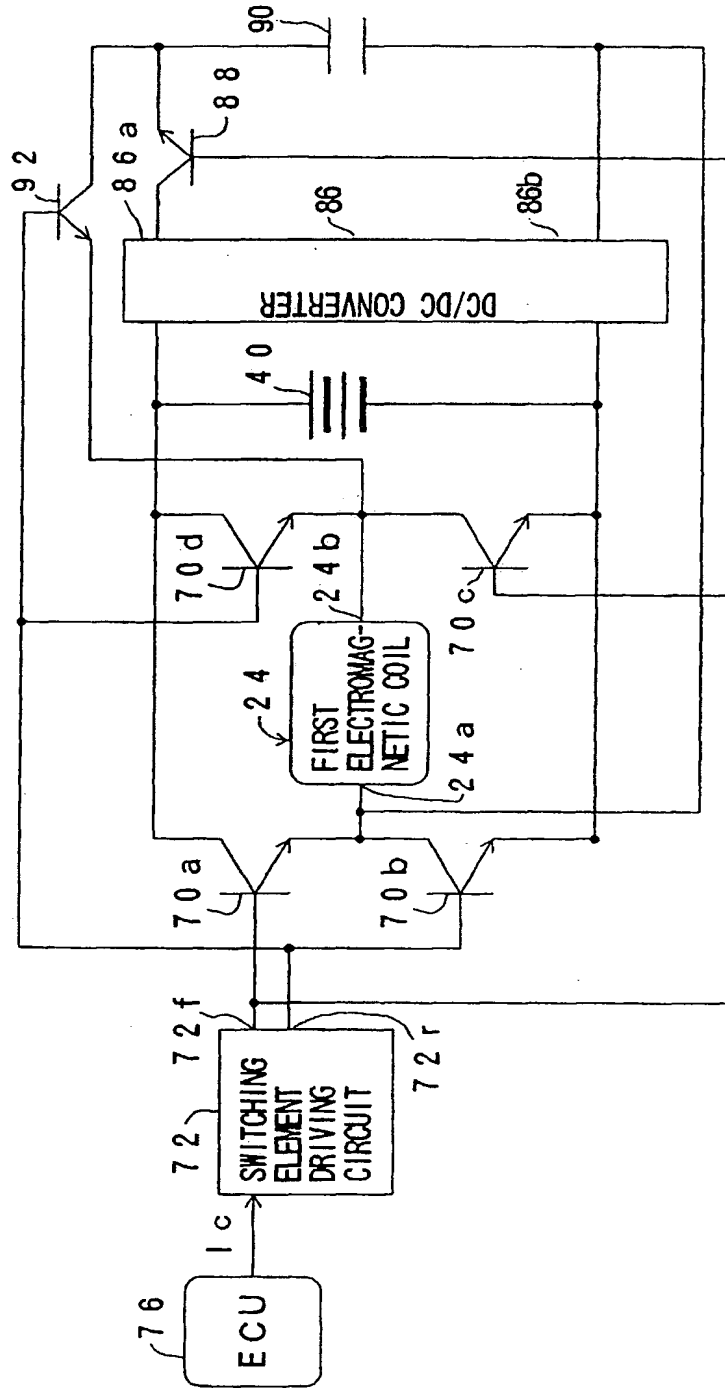 76
ECU
Ic
72
SWITCHING
ELEMENT
DRIVING
CIRCUIT
72f
72r
70a
70b
24
FIRST
ELECTROMAG-
NETIC COIL
24a
24b
70d
70c
40
DC/DC CONVERTER
86a
86
86b
92
88
90